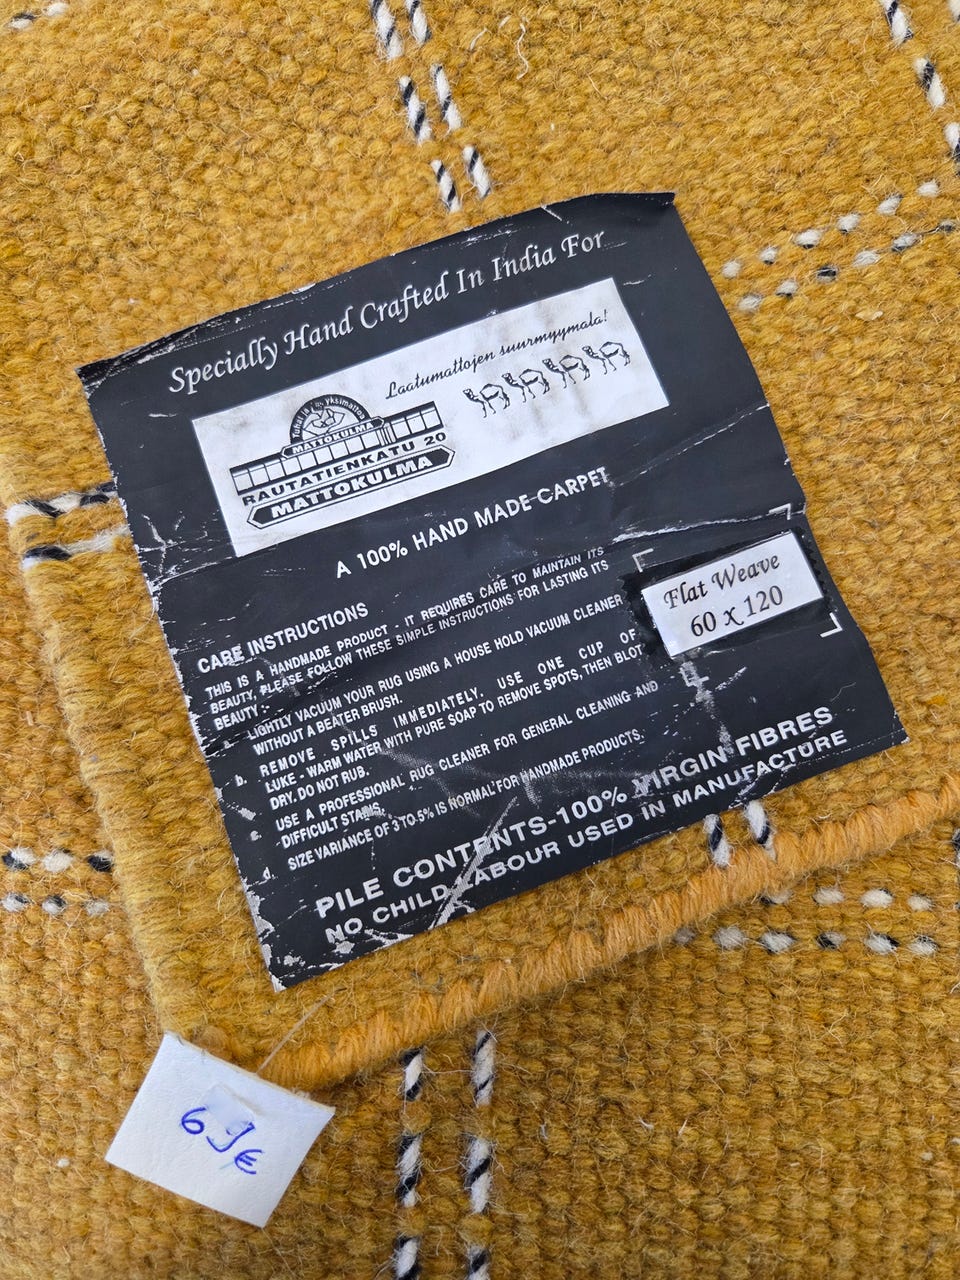 Specially Hand Crafted In India For
Laatumattojen suurmyymälä!
MATTOKULMA
RAUTATIENKATU 20
MATTOKULMA
A 100% HAND MADE CARPET
CARE INSTRUCTIONS
THIS IS A HANDMADE PRODUCT - IT REQUIRES CARE TO MAINTAIN ITS
BEAUTY, PLEASE FOLLOW THESE SIMPLE INSTRUCTIONS FOR LASTING ITS
BEAUTY :-
LIGHTLY VACUUM YOUR RUG USING A HOUSE HOLD VACUUM CLEANER
WITHOUT A BEATER BRUSH.
b. REMOVE SPILLS IMMEDIATELY, USE ONE CUP OF
LUKE - WARM WATER WITH PURE SOAP TO REMOVE SPOTS, THEN BLOT
DRY. DO NOT RUB.
USE A PROFESSIONAL RUG CLEANER FOR GENERAL CLEANING AND
DIFFICULT STAINS.
d. SIZE VARIANCE OF 3 TO 5% IS NORMAL FOR HANDMADE PRODUCTS.
Flat Weave
60 x 120
PILE CONTENTS-100% VIRGIN FIBRES
NO CHILD LABOUR USED IN MANUFACTURE